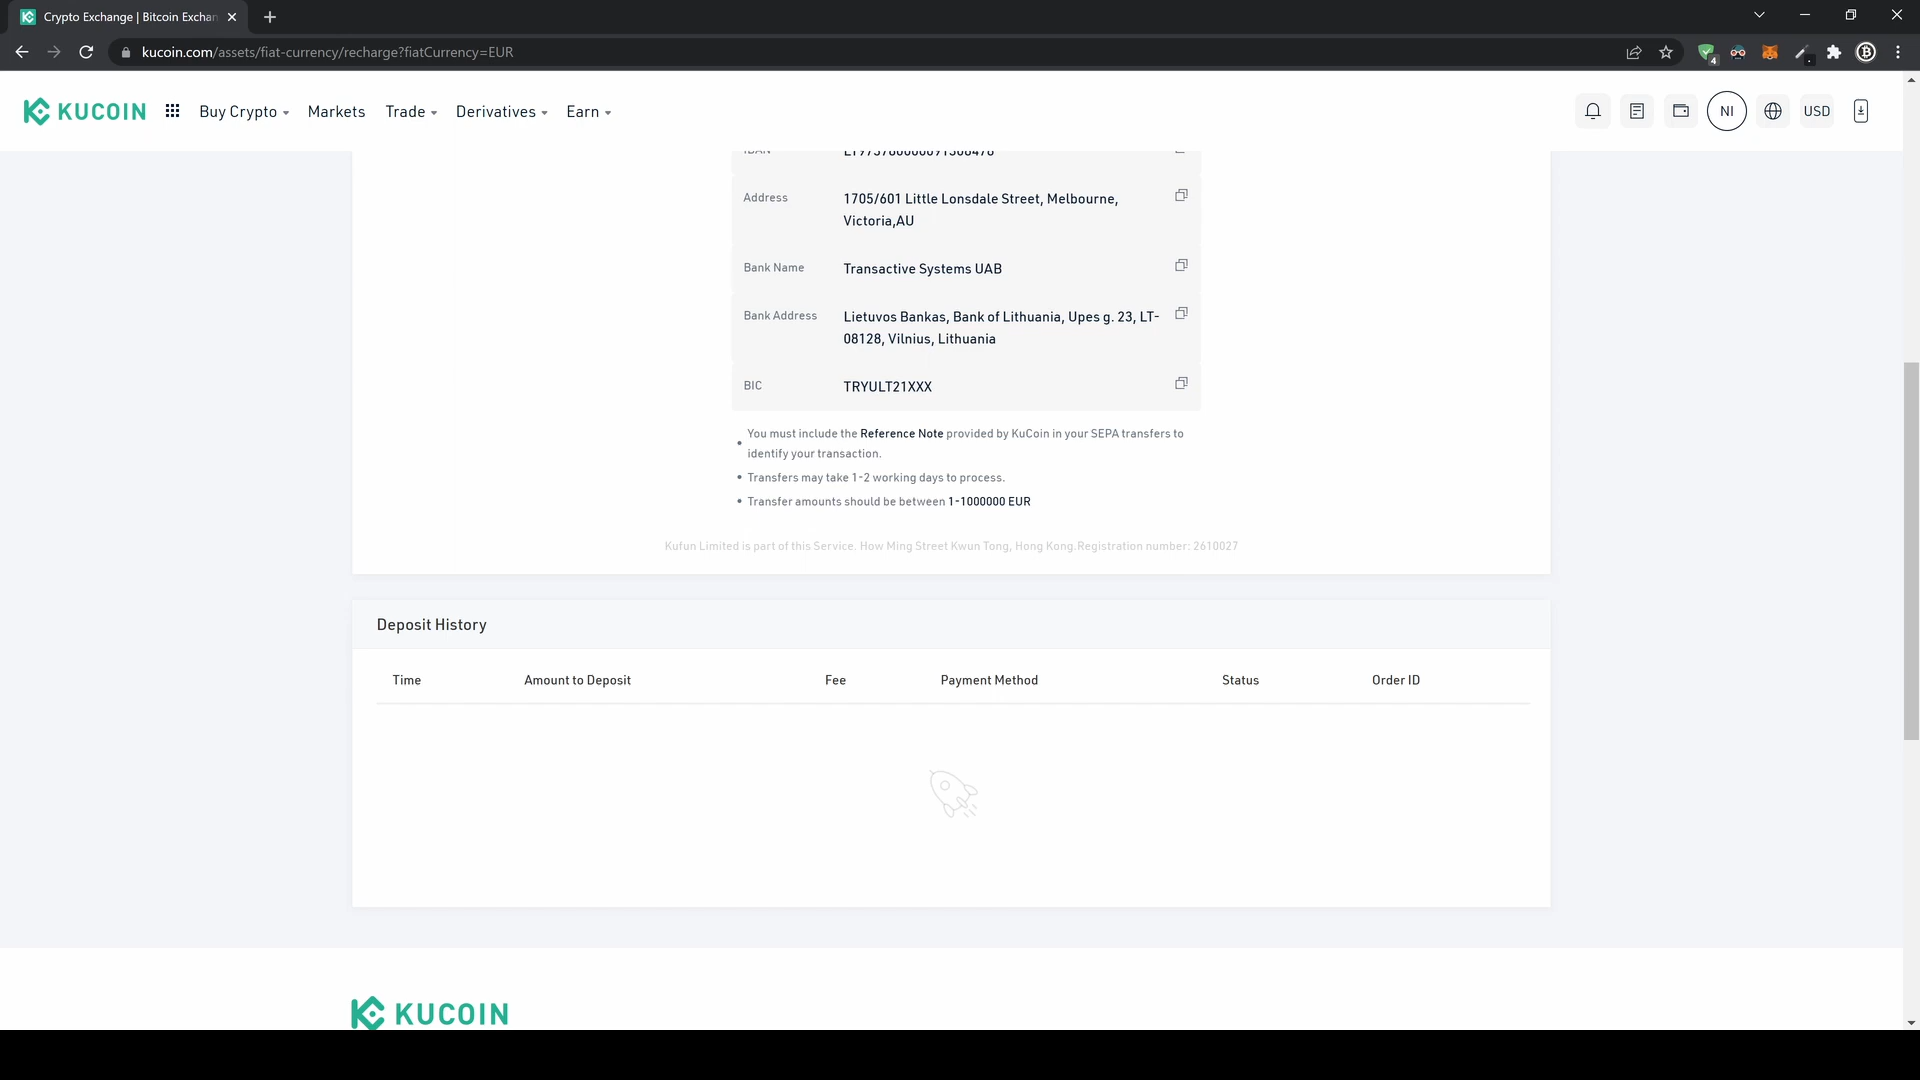 Crypto Exchange | Bitcoin Exchan
kucoin.com/assets/fiat-currency/recharge?fiatCurrency=EUR
4
KUCOIN
Buy Crypto
Markets
Trade
Derivatives
Earn
NI
USD
IBAN
Address
1705/601 Little Lonsdale Street, Melbourne,
Victoria,AU
Bank Name
Transactive Systems UAB
Bank Address
Lietuvos Bankas, Bank of Lithuania, Upes g. 23, LT-
08128, Vilnius, Lithuania
BIC
TRYULT21XXX
You must include the Reference Note provided by KuCoin in your SEPA transfers to
identify your transaction.
• Transfers may take 1-2 working days to process.
• Transfer amounts should be between 1-1000000 EUR
Kufun Limited is part of this Service. How Ming Street Kwun Tong, Hong Kong.Registration number: 2610027
Deposit History
Time
Amount to Deposit
Fee
Payment Method
Status
Order ID
KUCOIN